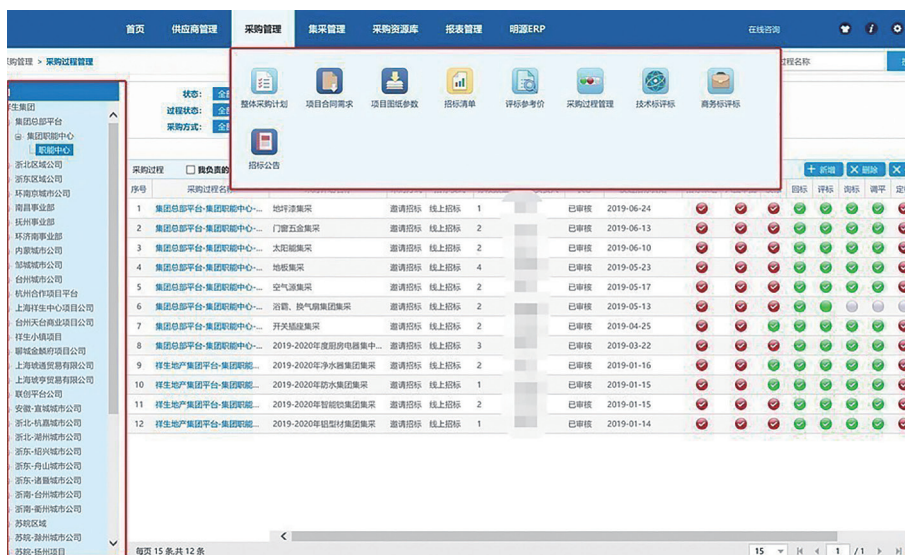 首页 供应商管理 采购管理 集采管理 采购资源库 报表管理 明源ERP 在线咨询
采购管理 > 采购过程管理 过程名称
整体采购计划 项目合同需求 项目图纸参数 招标清单 评标参考价 采购过程管理 技术标评标 商务标评标
招标公告
状态: 全
过程状态: 全
采购方式: 全
祥生集团
集团总部平台
集团职能中心
职能中心
浙北区域公司
浙东区域公司
环南京城市公司
南昌事业部
抚州事业部
环济南事业部
内蒙城市公司
邹城城市公司
台州城市公司
杭州合作项目平台
上海祥生中心项目公司
台州天台商业项目公司
祥生小镇项目
聊城金麟府项目公司
上海琥通贸易有限公司
上海琥亨贸易有限公司
联创平台公司
安徽-宣城城市公司
浙北-杭嘉城市公司
浙北-湖州城市公司
浙东-绍兴城市公司
浙东-舟山城市公司
浙东-诸暨城市公司
浙南-台州城市公司
浙南-衢州城市公司
苏皖区域
苏皖-滁州城市公司
苏皖-扬州项目
采购过程 我负责的 新增 删除
序号 采购过程名称 回标 评标 询标 调平 定
1 集团总部平台-集团职能中心-... 地坪漆集采 邀请招标 线上招标 1 已审核 2019-06-24
2 集团总部平台-集团职能中心-... 门窗五金集采 邀请招标 线上招标 2 已审核 2019-06-13
3 集团总部平台-集团职能中心-... 太阳能集采 邀请招标 线上招标 2 已审核 2019-06-10
4 集团总部平台-集团职能中心-... 地板集采 邀请招标 线上招标 4 已审核 2019-05-23
5 集团总部平台-集团职能中心-... 空气源集采 邀请招标 线上招标 2 已审核 2019-05-17
6 集团总部平台-集团职能中心-... 浴霸、换气扇集团集采 邀请招标 线上招标 2 已审核 2019-05-13
7 集团总部平台-集团职能中心-... 开关插座集采 邀请招标 线上招标 2 已审核 2019-04-25
8 集团总部平台-集团职能中心-... 2019-2020年度厨房电器集中... 邀请招标 线上招标 3 已审核 2019-03-22
9 祥生地产集团平台-集团职能... 2019-2020年净水器集团集采 邀请招标 线上招标 2 已审核 2019-01-16
10 祥生地产集团平台-集团职能... 2019-2020年防水集团集采 邀请招标 线上招标 1 已审核 2019-01-15
11 祥生地产集团平台-集团职能... 2019-2020年智能锁集团集采 邀请招标 线上招标 2 已审核 2019-01-15
12 祥生地产集团平台-集团职能... 2019-2020年铝型材集团集采 邀请招标 线上招标 1 已审核 2019-01-14
每页 15 条,共 12 条 15 1 /1